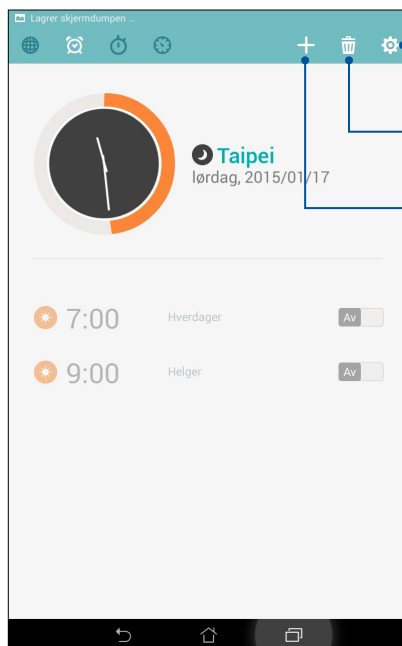 Lagrer skjermdumpen ...
Taipei
lørdag, 2015/01/17
7:00 Hverdager Av
9:00 Helger Av